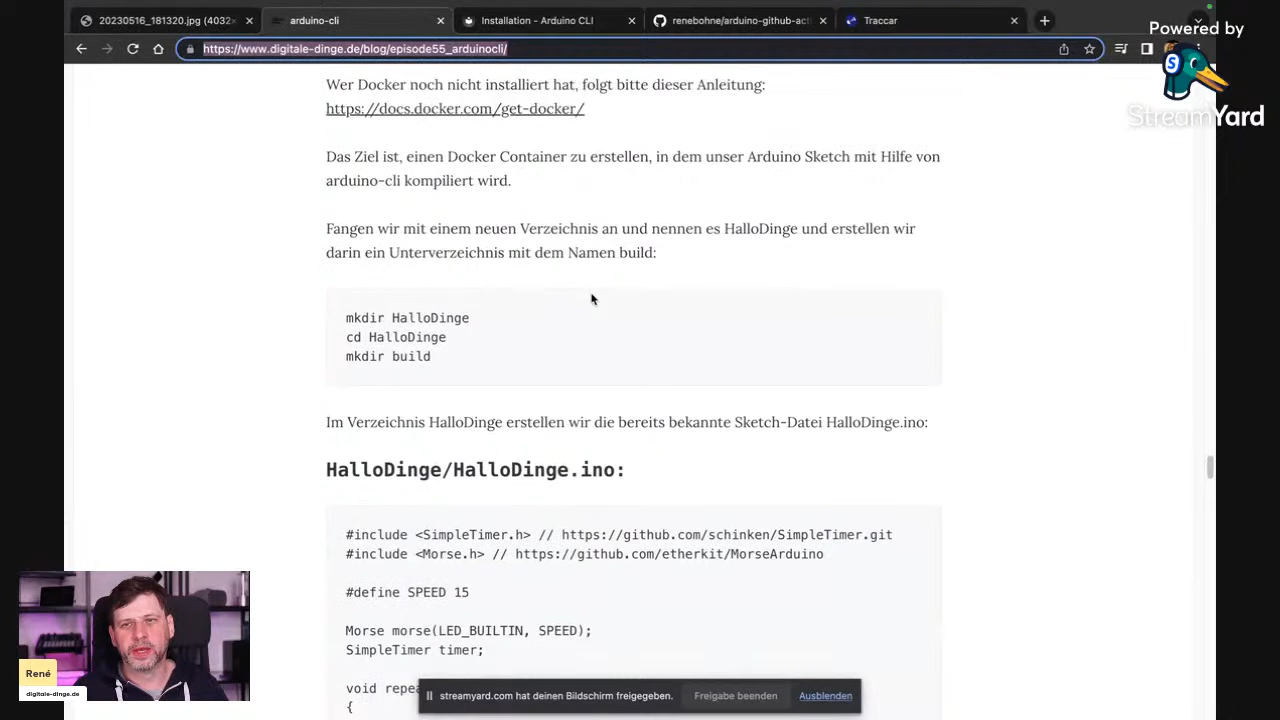 20230516_181320.jpg (4032×
arduino-cli
Installation - Arduino CLI
renebohne/arduino-github-acti
Traccar
https://www.digitale-dinge.de/blog/episode55_arduinocli/
Powered by
StreamYard
Wer Docker noch nicht installiert hat, folgt bitte dieser Anleitung:
https://docs.docker.com/get-docker/
Das Ziel ist, einen Docker Container zu erstellen, in dem unser Arduino Sketch mit Hilfe von
arduino-cli kompiliert wird.
Fangen wir mit einem neuen Verzeichnis an und nennen es HalloDinge und erstellen wir
darin ein Unterverzeichnis mit dem Namen build:
mkdir HalloDinge
cd HalloDinge
mkdir build
Im Verzeichnis HalloDinge erstellen wir die bereits bekannte Sketch-Datei HalloDinge.ino:
HalloDinge/HalloDinge.ino:
#include <SimpleTimer.h> // https://github.com/schinken/SimpleTimer.git
#include <Morse.h> // https://github.com/etherkit/MorseArduino
#define SPEED 15
Morse morse(LED_BUILTIN, SPEED);
SimpleTimer timer;
void repea
{
René
digitale-dinge.de
streamyard.com hat deinen Bildschirm freigegeben.
Freigabe beenden
Ausblenden